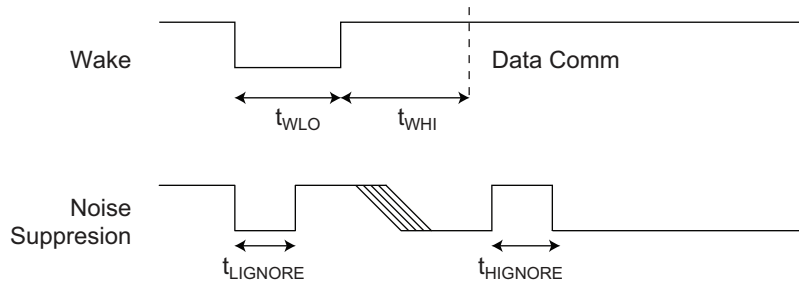 Wake
Data Comm
tWLO
tWHI
Noise
Suppresion
tLIGNORE
tHIGNORE